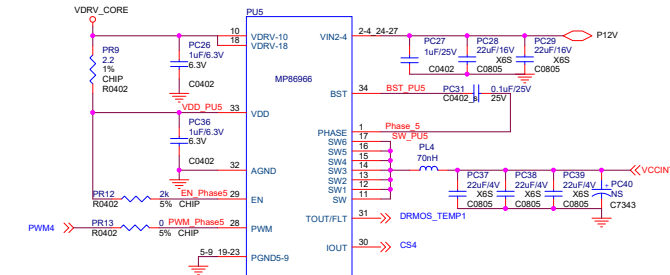 VDRV_CORE
PU5
PR9
2.2
1%
CHIP
R0402
PC26
1uF/6.3V
6.3V
C0402
10
18
VDRV-10
VDRV-18
VIN2-4
2-4_24-27
PC27
1uF/25V
C0402
PC28
22uF/16V
X6S
C0805
PC29
22uF/16V
X6S
C0805
P12V
MP86966
BST
34
BST_PU5
PC31
C0402
0.1uF/25V
25V
VDD_PU5
33
VDD
PC36
1uF/6.3V
6.3V
C0402
PHASE
1
Phase_5
SW_PU5
SW6
17
SW5
16
SW4
15
SW3
14
SW2
13
SW1
12
SW
11
PL4
70nH
32
AGND
VCCIN
PC37
22uF/4V
X6S
C0805
PC38
22uF/4V
X6S
C0805
PC39
22uF/4V
X6S
C0805
+
PC40
NS
C7343
PR12
R0402
2k
5%
CHIP
EN_Phase5
29
EN
TOUT/FLT
31
DRMOS_TEMP1
PWM4
PR13
R0402
0
5%
CHIP
PWM_Phase5
28
PWM
IOUT
30
CS4
5-9
19-23
PGND5-9